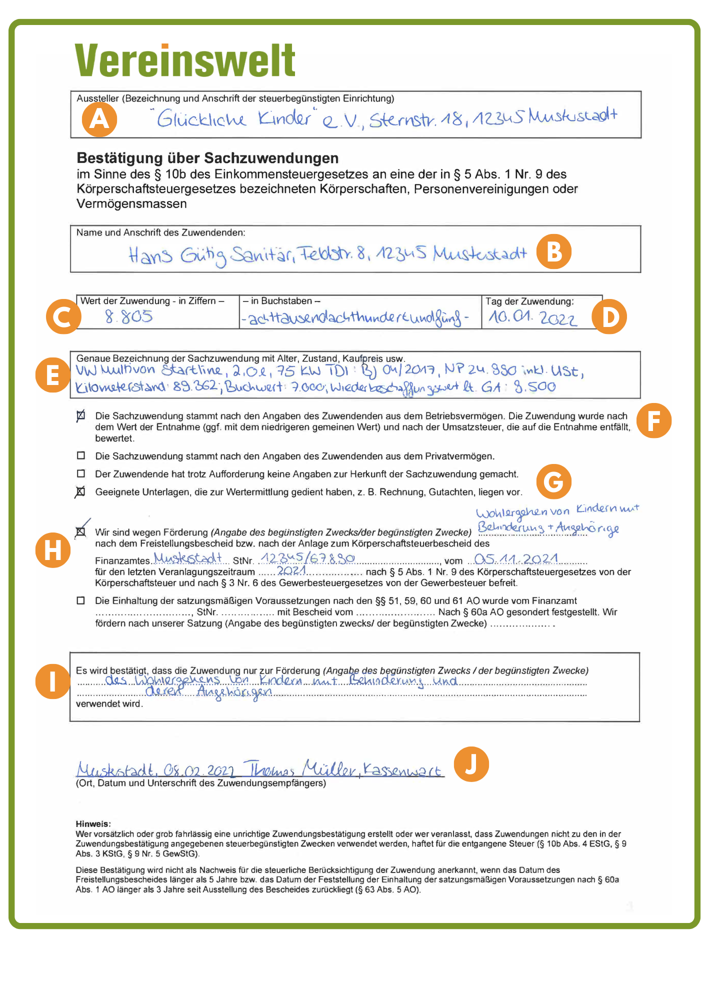 Vereinswelt
Aussteller (Bezeichnung und Anschrift der steuerbegünstigten Einrichtung)
A
"Glückliche Kinder" e.V., Sternstr. 18, 12345 Musterstadt
Bestätigung über Sachzuwendungen
im Sinne des § 10b des Einkommensteuergesetzes an eine der in § 5 Abs. 1 Nr. 9 des
Körperschaftsteuergesetzes bezeichneten Körperschaften, Personenvereinigungen oder
Vermögensmassen
Name und Anschrift des Zuwendenden:
Hans Gütig Sanitär, Feldstr. 8, 12345 Musterstadt
B
C
Wert der Zuwendung - in Ziffern –
8.805
– in Buchstaben –
-achttausendachthundertundfünf-
Tag der Zuwendung:
10.01.2022
D
E
Genaue Bezeichnung der Sachzuwendung mit Alter, Zustand, Kaufpreis usw.
VW Multivan Startline, 2,0l, 75 KW TDI: Bj 04/2017, NP 24.990 inkl. USt,
Kilometerstand: 89.362; Buchwert: 7.000; Wiederbeschaffungswert lt. GA: 9.500
Die Sachzuwendung stammt nach den Angaben des Zuwendenden aus dem Betriebsvermögen. Die Zuwendung wurde nach
dem Wert der Entnahme (ggf. mit dem niedrigeren gemeinen Wert) und nach der Umsatzsteuer, die auf die Entnahme entfällt,
bewertet.
F
Die Sachzuwendung stammt nach den Angaben des Zuwendenden aus dem Privatvermögen.
Der Zuwendende hat trotz Aufforderung keine Angaben zur Herkunft der Sachzuwendung gemacht.
G
Geeignete Unterlagen, die zur Wertermittlung gedient haben, z. B. Rechnung, Gutachten, liegen vor.
Wohlergehen von Kindern mit
H
Wir sind wegen Förderung (Angabe des begünstigten Zwecks/der begünstigten Zwecke) Behinderung + Angehörige
nach dem Freistellungsbescheid bzw. nach der Anlage zum Körperschaftsteuerbescheid des
Finanzamtes Musterstadt StNr. 12345/67890, vom 05.11.2021
für den letzten Veranlagungszeitraum 2021 nach § 5 Abs. 1 Nr. 9 des Körperschaftsteuergesetzes von der
Körperschaftsteuer und nach § 3 Nr. 6 des Gewerbesteuergesetzes von der Gewerbesteuer befreit.
Die Einhaltung der satzungsmäßigen Voraussetzungen nach den §§ 51, 59, 60 und 61 AO wurde vom Finanzamt
.............................., StNr. ................. mit Bescheid vom ......................... Nach § 60a AO gesondert festgestellt. Wir
fördern nach unserer Satzung (Angabe des begünstigten zwecks/ der begünstigten Zwecke) ................... .
I
Es wird bestätigt, dass die Zuwendung nur zur Förderung (Angabe des begünstigten Zwecks / der begünstigten Zwecke)
des Wohlergehens von Kindern mit Behinderung und
deren Angehörigen
verwendet wird.
Musterstadt, 08.02.2022 Thomas Müller, Kassenwart
J
(Ort, Datum und Unterschrift des Zuwendungsempfängers)
Hinweis:
Wer vorsätzlich oder grob fahrlässig eine unrichtige Zuwendungsbestätigung erstellt oder wer veranlasst, dass Zuwendungen nicht zu den in der
Zuwendungsbestätigung angegebenen steuerbegünstigten Zwecken verwendet werden, haftet für die entgangene Steuer (§ 10b Abs. 4 EStG, § 9
Abs. 3 KStG, § 9 Nr. 5 GewStG).
Diese Bestätigung wird nicht als Nachweis für die steuerliche Berücksichtigung der Zuwendung anerkannt, wenn das Datum des
Freistellungsbescheides länger als 5 Jahre bzw. das Datum der Feststellung der Einhaltung der satzungsmäßigen Voraussetzungen nach § 60a
Abs. 1 AO länger als 3 Jahre seit Ausstellung des Bescheides zurückliegt (§ 63 Abs. 5 AO).